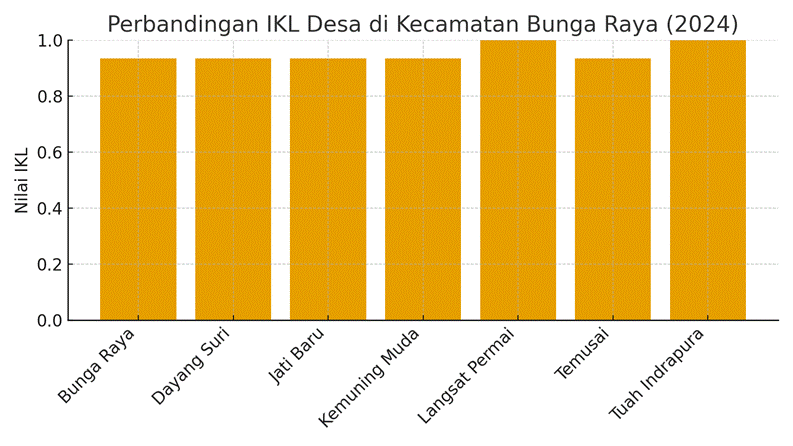 Perbandingan IKL Desa di Kecamatan Bunga Raya (2024)
Nilai IKL
1.0
0.8
0.6
0.4
0.2
0.0
Bunga Raya
Dayang Suri
Jati Baru
Kemuning Muda
Langsat Permai
Temusai
Tuah Indrapura